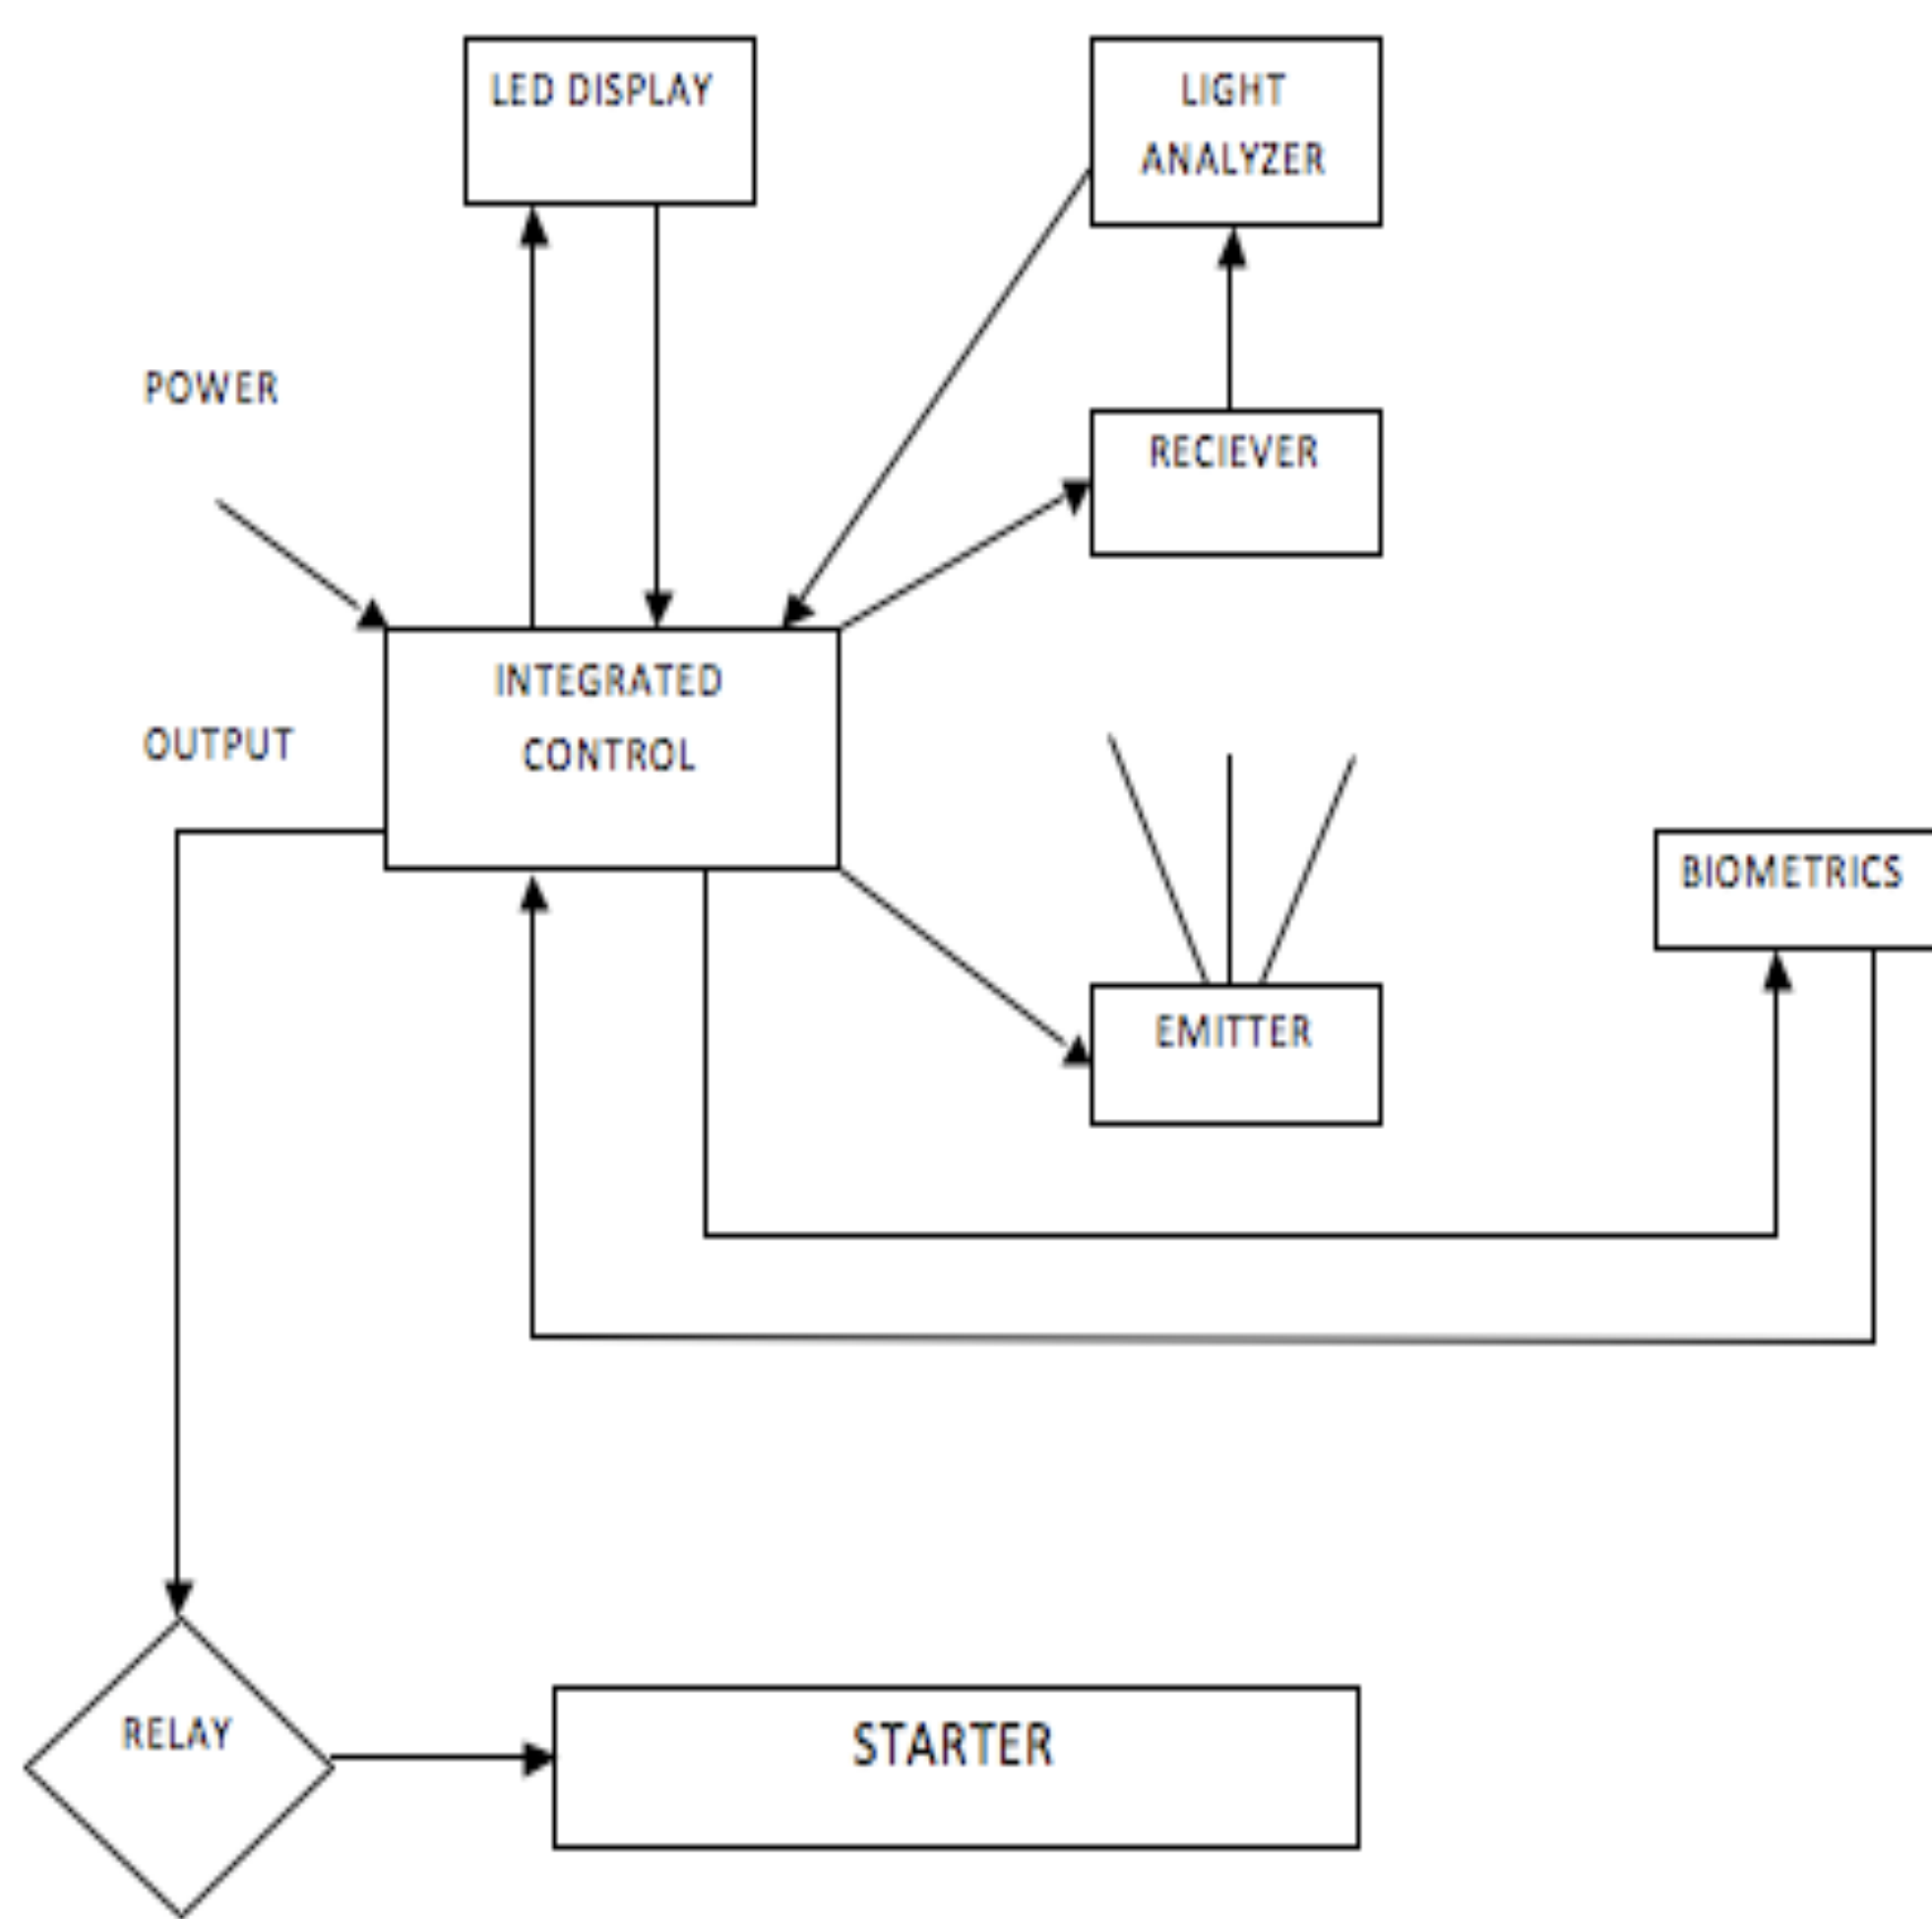 LED DISPLAY
LIGHT
ANALYZER
POWER
RECIEVER
INTEGRATED
CONTROL
OUTPUT
BIOMETRICS
EMITTER
RELAY
STARTER